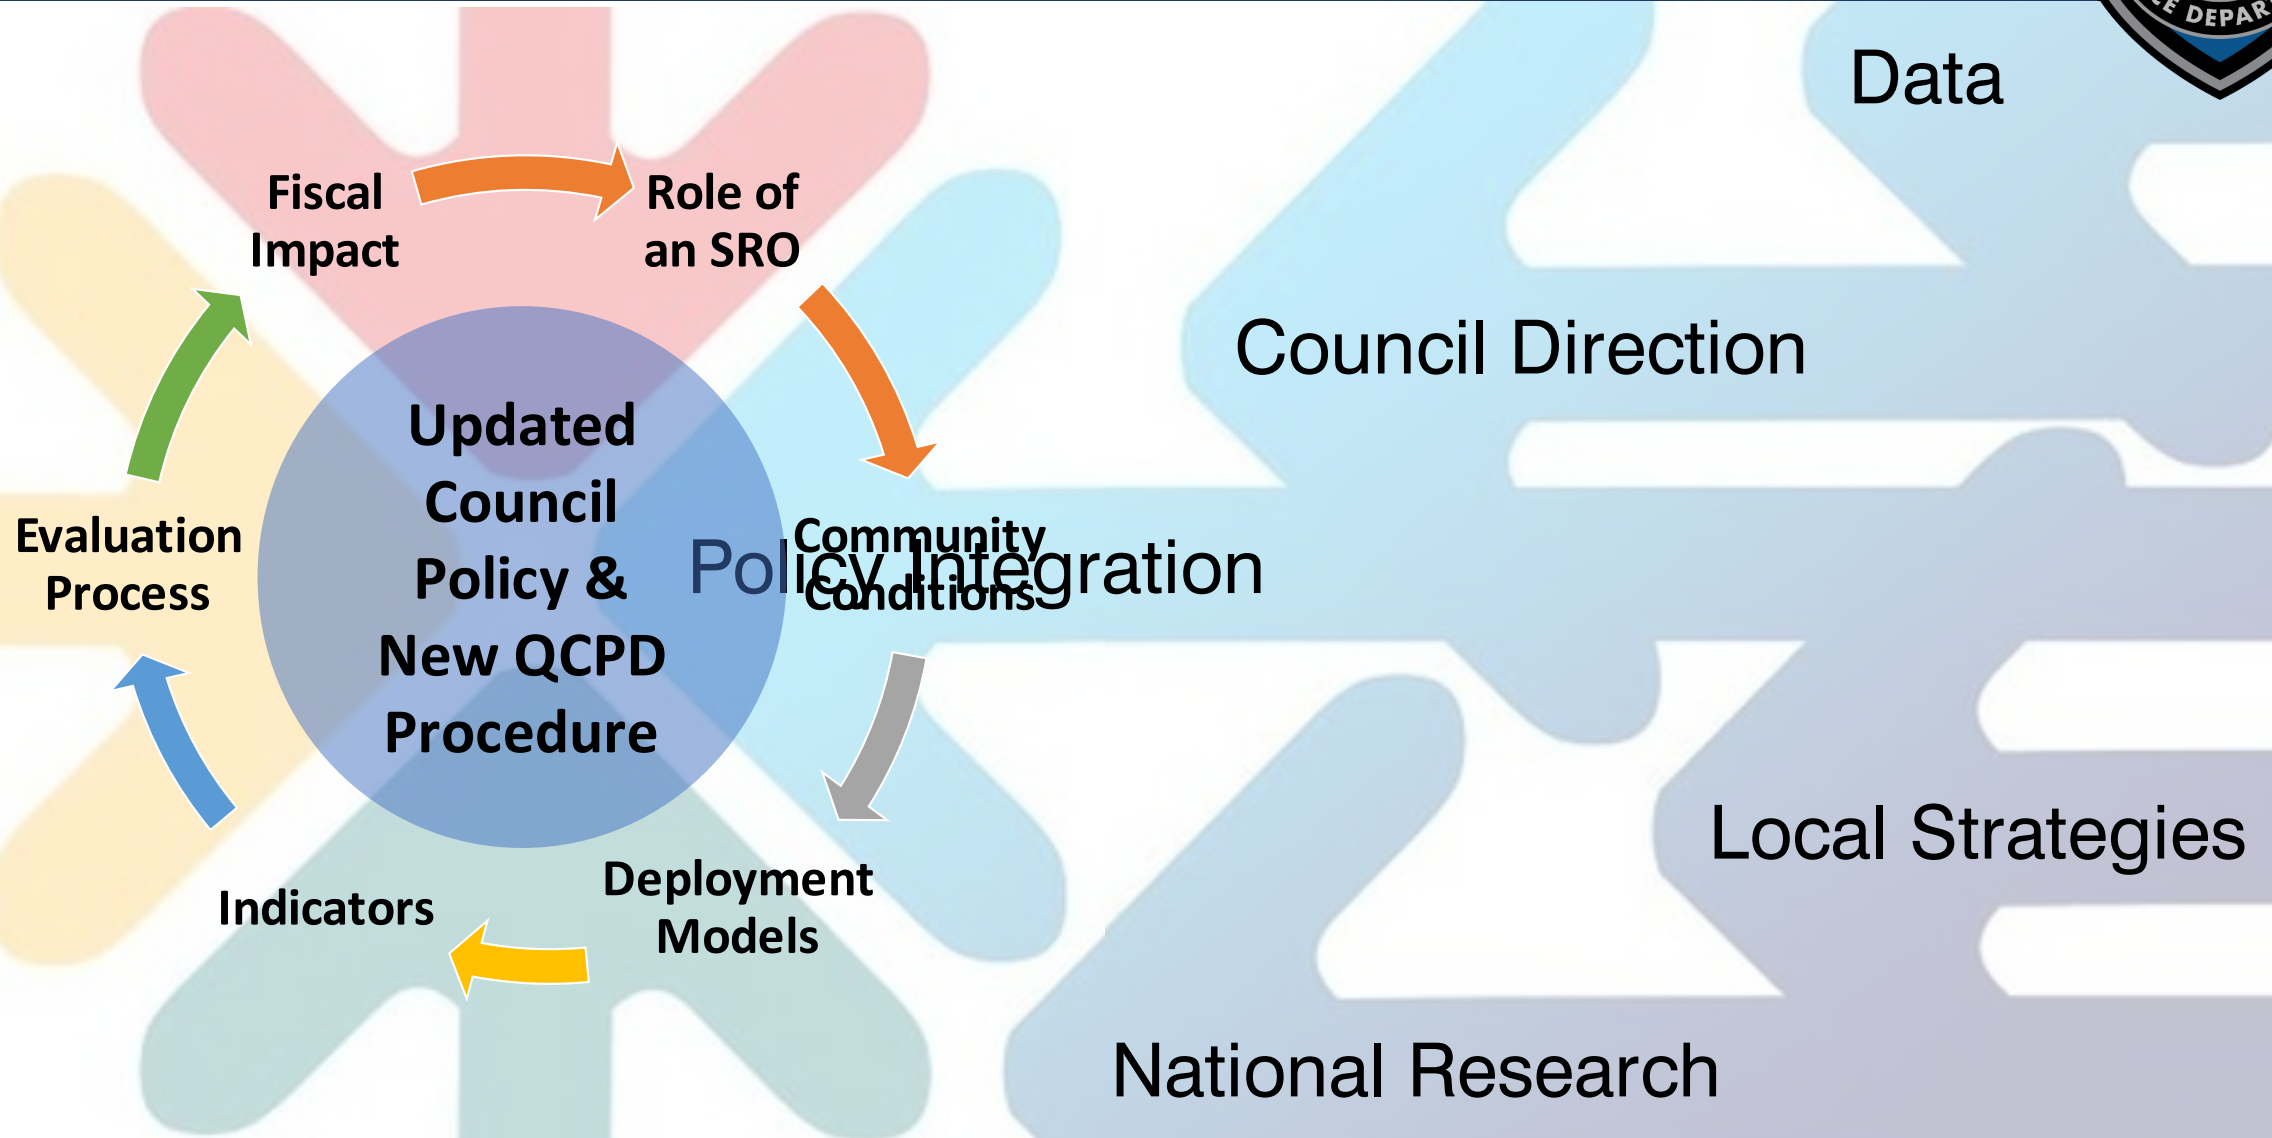 DEPAR
Data
Fiscal
Impact
Role of
an SRO
Council Direction
Updated
Council
Policy &
New QCPD
Procedure
Evaluation
Process
Community
Conditions
Policy Integration
Local Strategies
Deployment
Models
Indicators
National Research